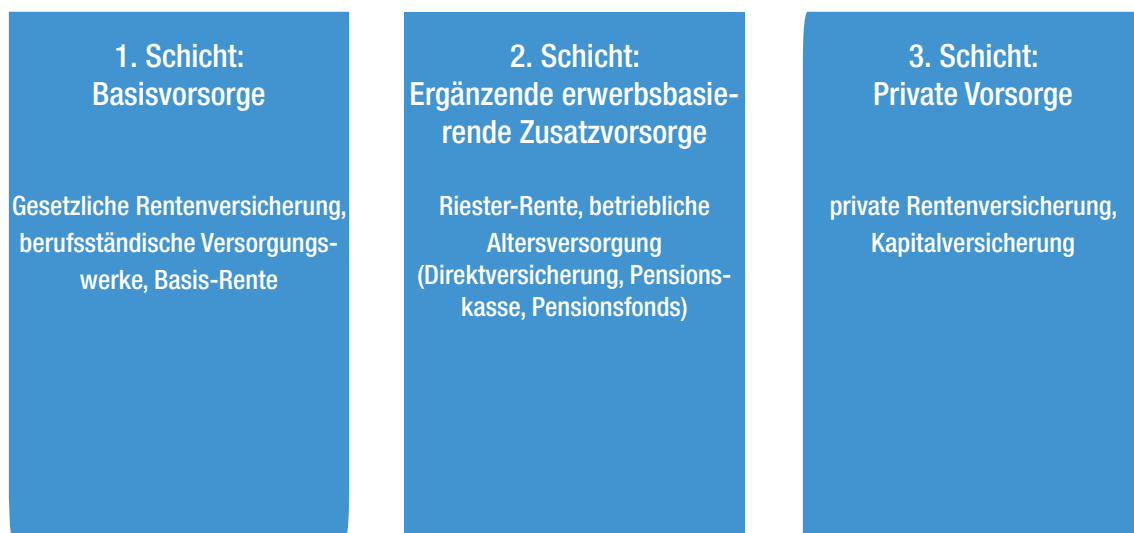 1. Schicht:
Basisvorsorge
Gesetzliche Rentenversicherung,
berufsständische Versorgungs-
werke, Basis-Rente
2. Schicht:
Ergänzende erwerbsbasie-
rende Zusatzvorsorge
Riester-Rente, betriebliche
Altersversorgung
(Direktversicherung, Pensions-
kasse, Pensionsfonds)
3. Schicht:
Private Vorsorge
private Rentenversicherung,
Kapitalversicherung